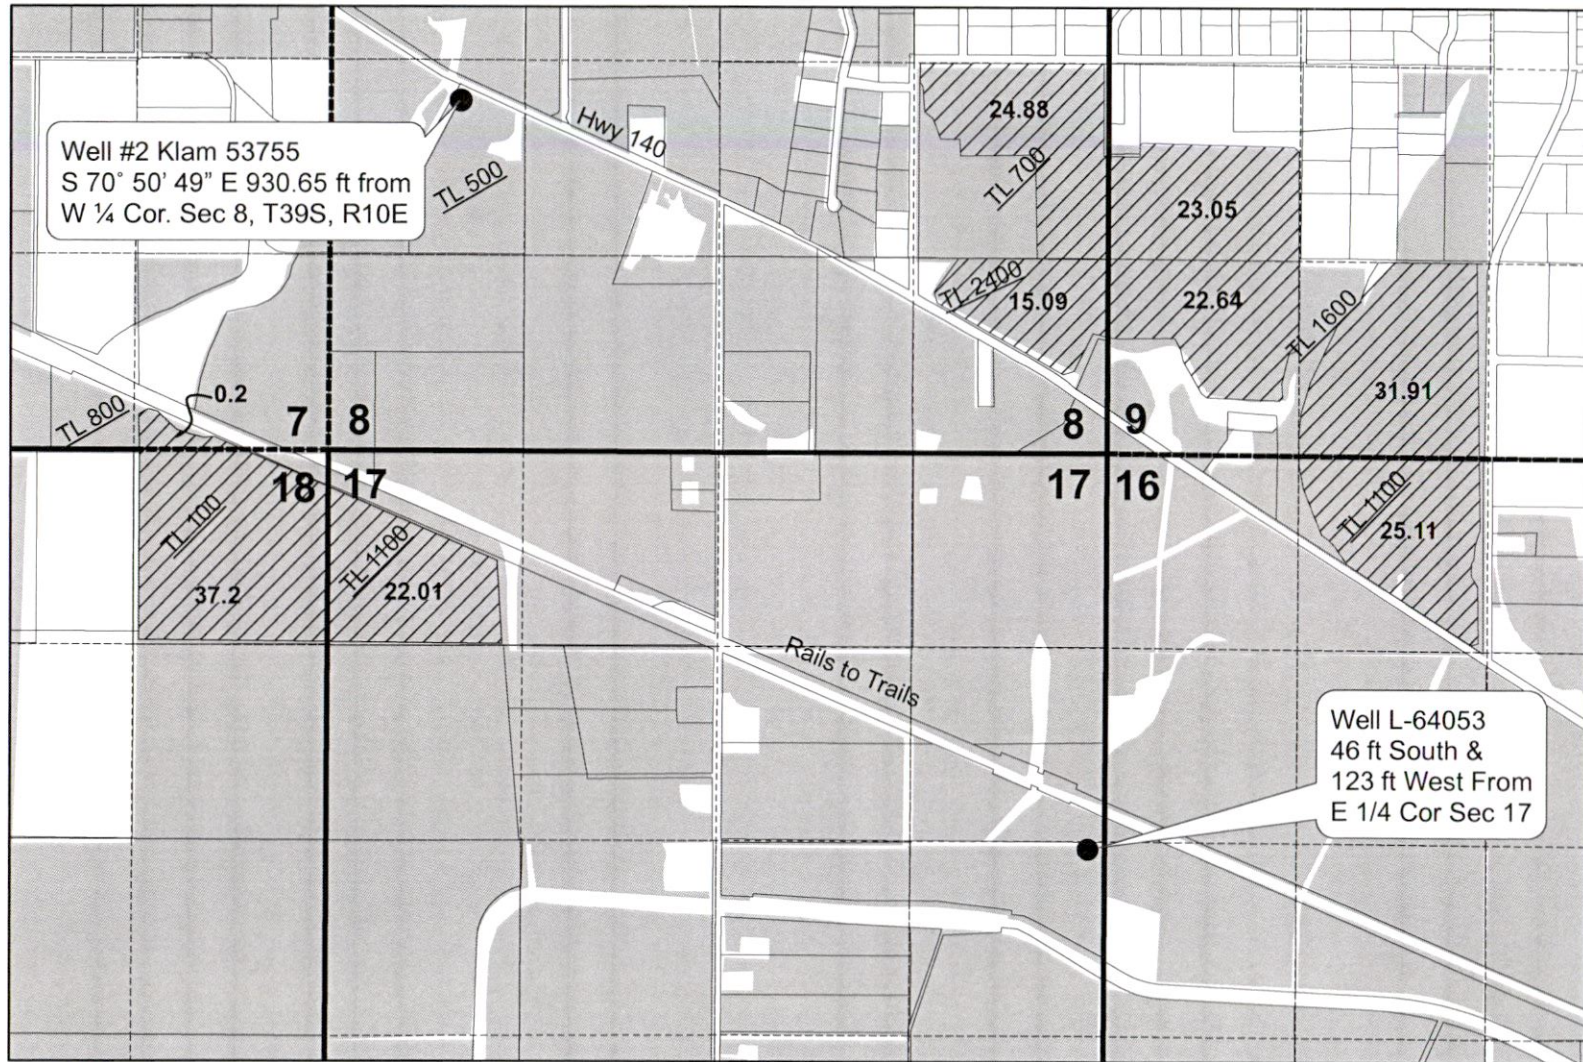 Well #2 Klam 53755
S 70° 50’ 49” E 930.65 ft from
W ¼ Cor. Sec 8, T39S, R10E
Hwy 140
TL 500
24.88
TL 700
23.05
TL 2400
15.09
22.64
TL 1600
31.91
0.2
TL 800
7
8
8
9
18
17
17
16
TL 100
TL 1100
37.2
22.01
TL 1100
25.11
Rails to Trails
Well L-64053
46 ft South &
123 ft West From
E 1/4 Cor Sec 17